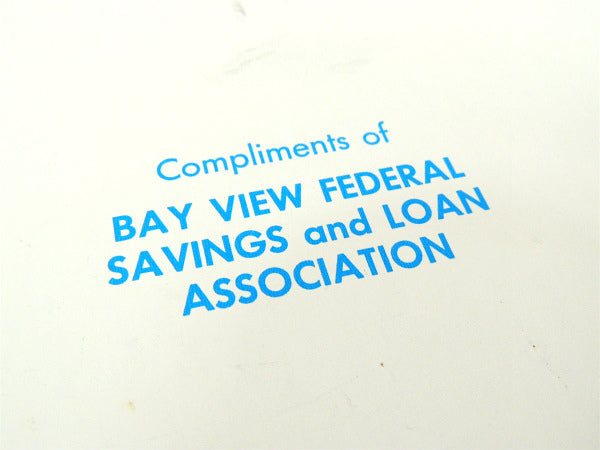 Compliments of
BAY VIEW FEDERAL
SAVINGS and LOAN
ASSOCIATION